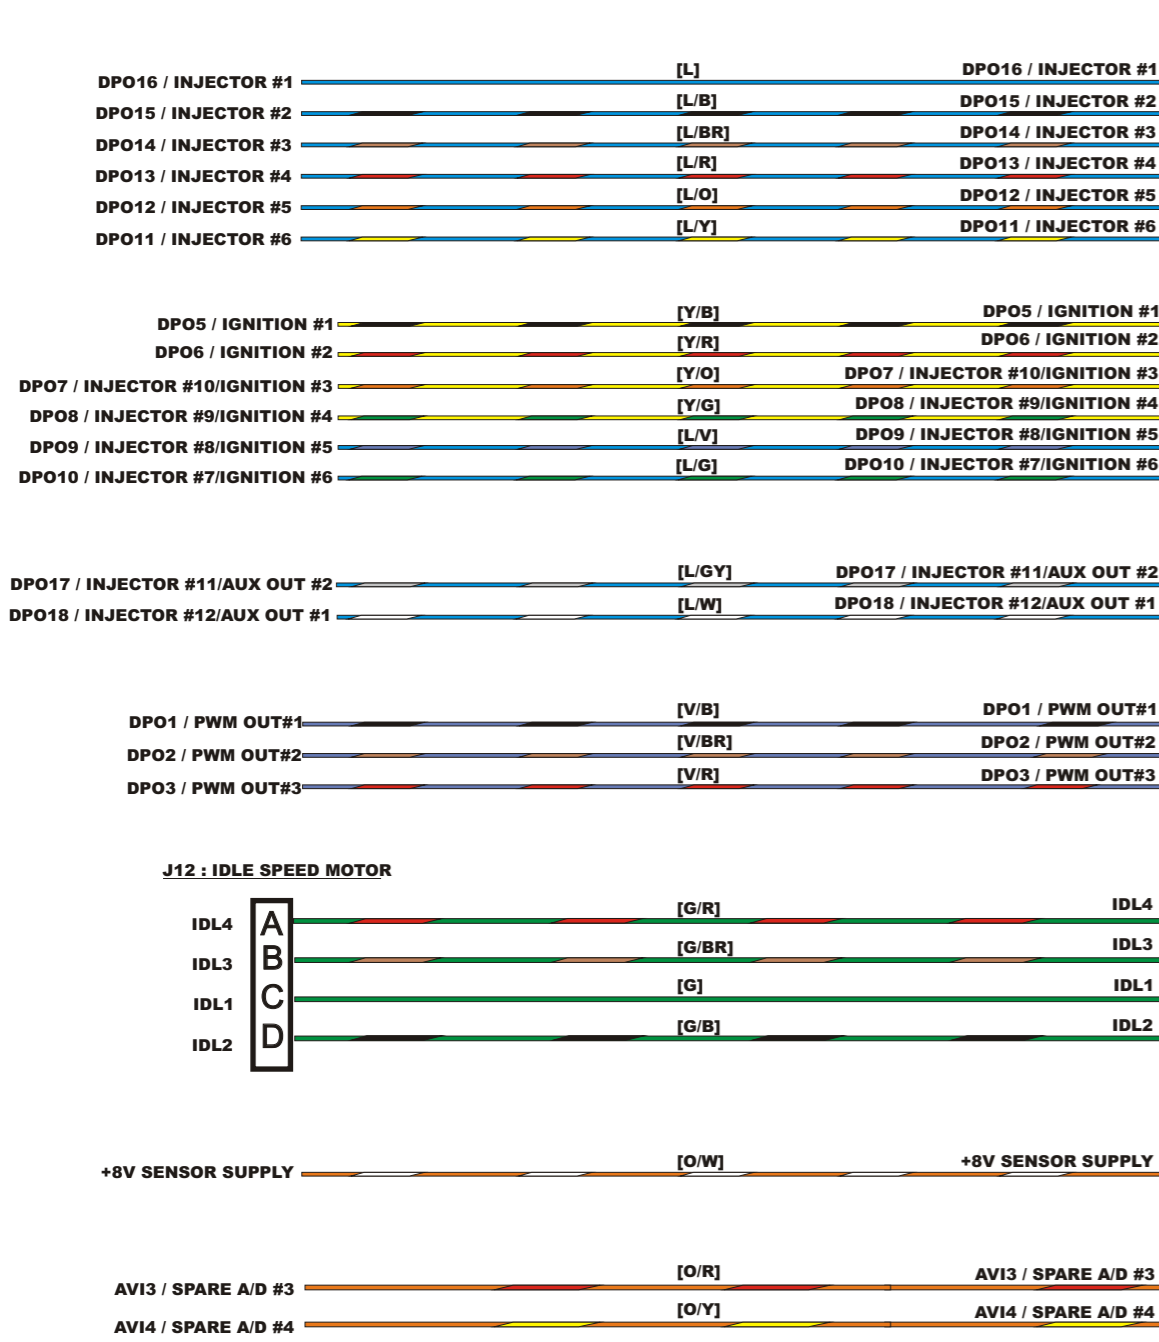 DPO16 / INJECTOR #1 [L] DPO16 / INJECTOR #1
DPO15 / INJECTOR #2 [L/B] DPO15 / INJECTOR #2
DPO14 / INJECTOR #3 [L/BR] DPO14 / INJECTOR #3
DPO13 / INJECTOR #4 [L/R] DPO13 / INJECTOR #4
DPO12 / INJECTOR #5 [L/O] DPO12 / INJECTOR #5
DPO11 / INJECTOR #6 [L/Y] DPO11 / INJECTOR #6
DPO5 / IGNITION #1 [Y/B] DPO5 / IGNITION #1
DPO6 / IGNITION #2 [Y/R] DPO6 / IGNITION #2
DPO7 / INJECTOR #10/IGNITION #3 [Y/O] DPO7 / INJECTOR #10/IGNITION #3
DPO8 / INJECTOR #9/IGNITION #4 [Y/G] DPO8 / INJECTOR #9/IGNITION #4
DPO9 / INJECTOR #8/IGNITION #5 [L/V] DPO9 / INJECTOR #8/IGNITION #5
DPO10 / INJECTOR #7/IGNITION #6 [L/G] DPO10 / INJECTOR #7/IGNITION #6
DPO17 / INJECTOR #11/AUX OUT #2 [L/GY] DPO17 / INJECTOR #11/AUX OUT #2
DPO18 / INJECTOR #12/AUX OUT #1 [L/W] DPO18 / INJECTOR #12/AUX OUT #1
DPO1 / PWM OUT#1 [V/B] DPO1 / PWM OUT#1
DPO2 / PWM OUT#2 [V/BR] DPO2 / PWM OUT#2
DPO3 / PWM OUT#3 [V/R] DPO3 / PWM OUT#3
J12 : IDLE SPEED MOTOR
IDL4 A [G/R] IDL4
IDL3 B [G/BR] IDL3
IDL1 C [G] IDL1
IDL2 D [G/B] IDL2
+8V SENSOR SUPPLY [O/W] +8V SENSOR SUPPLY
AVI3 / SPARE A/D #3 [O/R] AVI3 / SPARE A/D #3
AVI4 / SPARE A/D #4 [O/Y] AVI4 / SPARE A/D #4